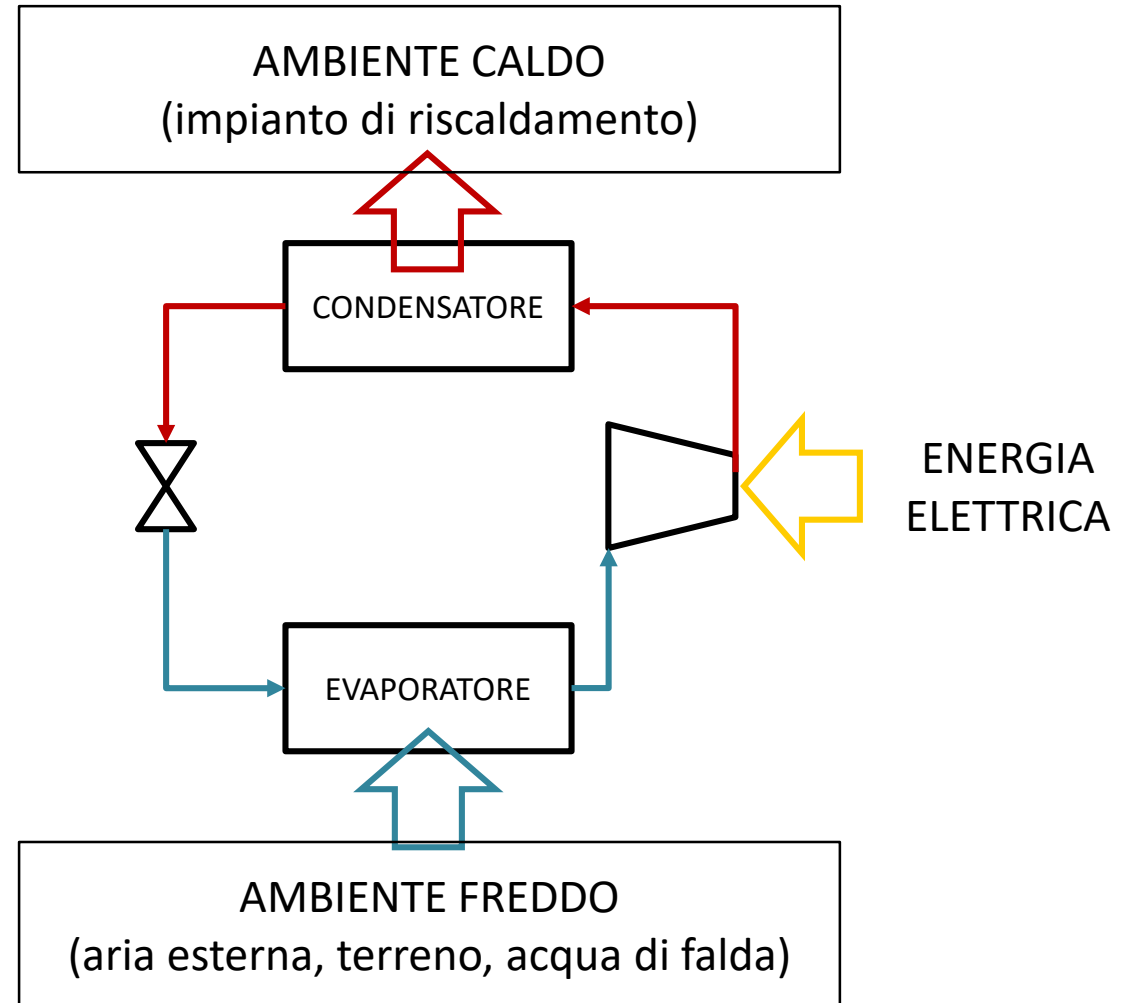 AMBIENTE CALDO
(impianto di riscaldamento)
CONDENSATORE
ENERGIA
ELETTRICA
EVAPORATORE
AMBIENTE FREDDO
(aria esterna, terreno, acqua di falda)